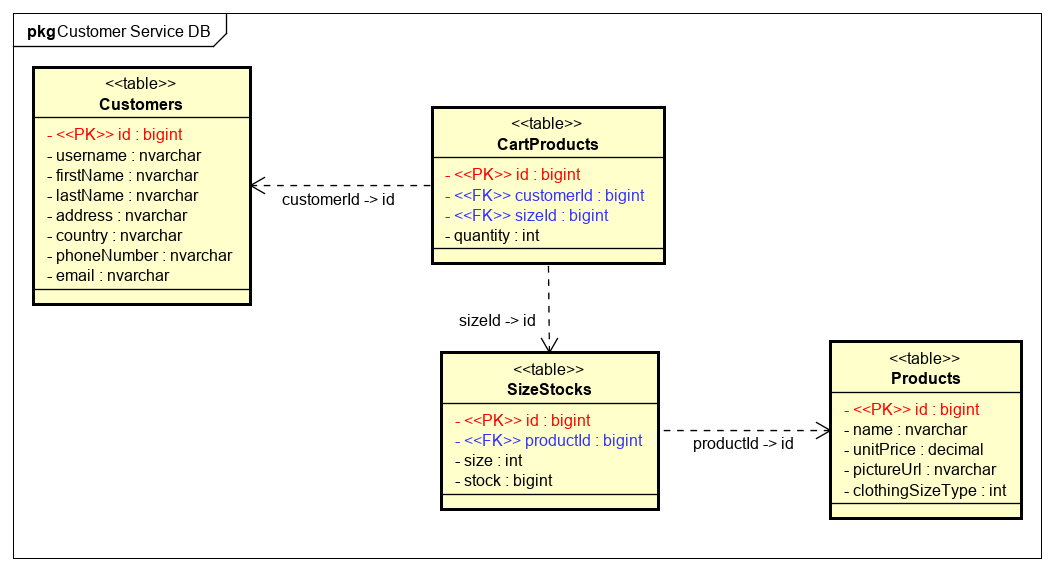 pkg Customer Service DB
<<table>>
Customers
- <<PK>> id : bigint
- username : nvarchar
- firstName : nvarchar
- lastName : nvarchar
- address : nvarchar
- country : nvarchar
- phoneNumber : nvarchar
- email : nvarchar
customerId -> id
<<table>>
CartProducts
- <<PK>> id : bigint
- <<FK>> customerId : bigint
- <<FK>> sizeId : bigint
- quantity : int
sizeId -> id
<<table>>
SizeStocks
- <<PK>> id : bigint
- <<FK>> productId : bigint
- size : int
- stock : bigint
productId -> id
<<table>>
Products
- <<PK>> id : bigint
- name : nvarchar
- unitPrice : decimal
- pictureUrl : nvarchar
- clothingSizeType : int